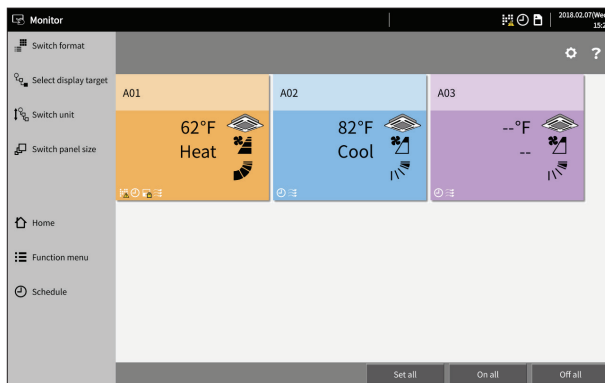 Monitor
2018.02.07(Wed
15:2
Switch format
Select display target
Switch unit
Switch panel size
Home
Function menu
Schedule
?
A01
62°F
Heat
A02
82°F
Cool
A03
--°F
--
Set all
On all
Off all